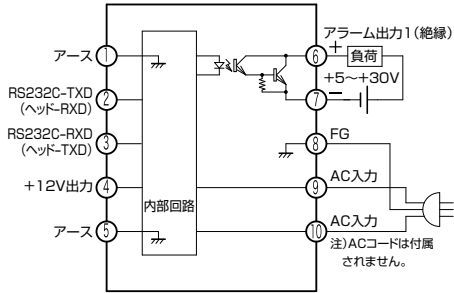 アース ①
RS232C-TXD
(ヘッド-RXD) ②
RS232C-RXD
(ヘッド-TXD) ③
+12V出力 ④
アース ⑤
内部回路
⑥ アラーム出力1(絶縁)
+ 負荷
+5～+30V
⑦ −
⑧ FG
⑨ AC入力
⑩ AC入力
注)ACコードは付属
されません。